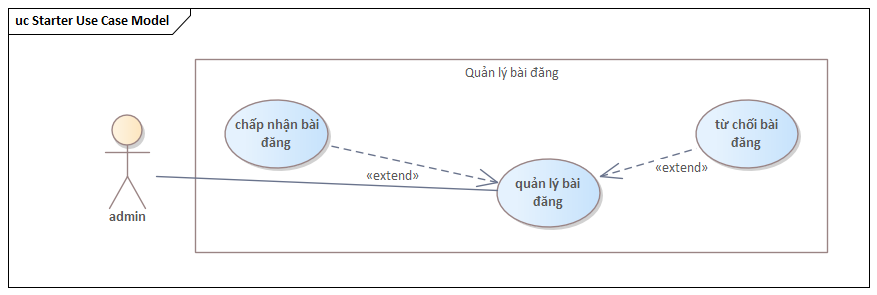 uc Starter Use Case Model
Quản lý bài đăng
chấp nhận bài
đăng
từ chối bài
đăng
«extend»
«extend»
quản lý bài
đăng
admin